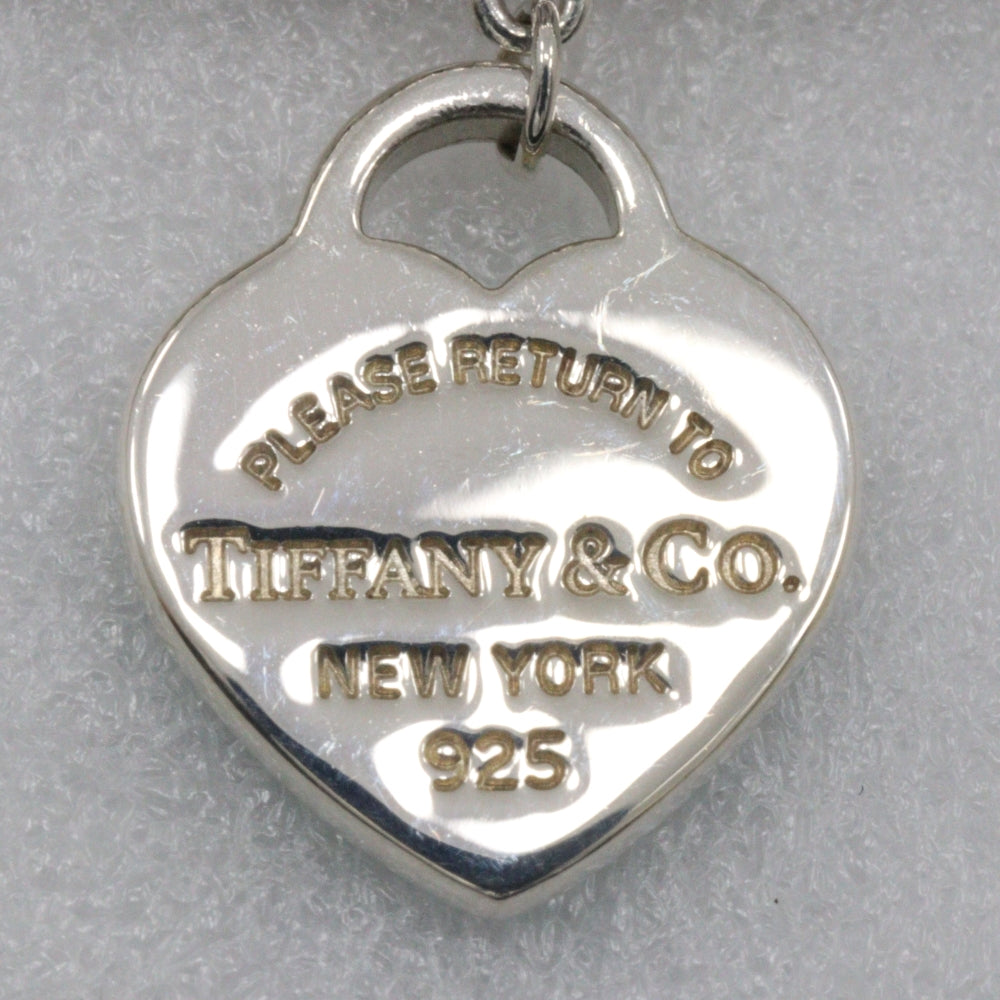 PLEASE RETURN TO
TIFFANY & CO.
NEW YORK
925